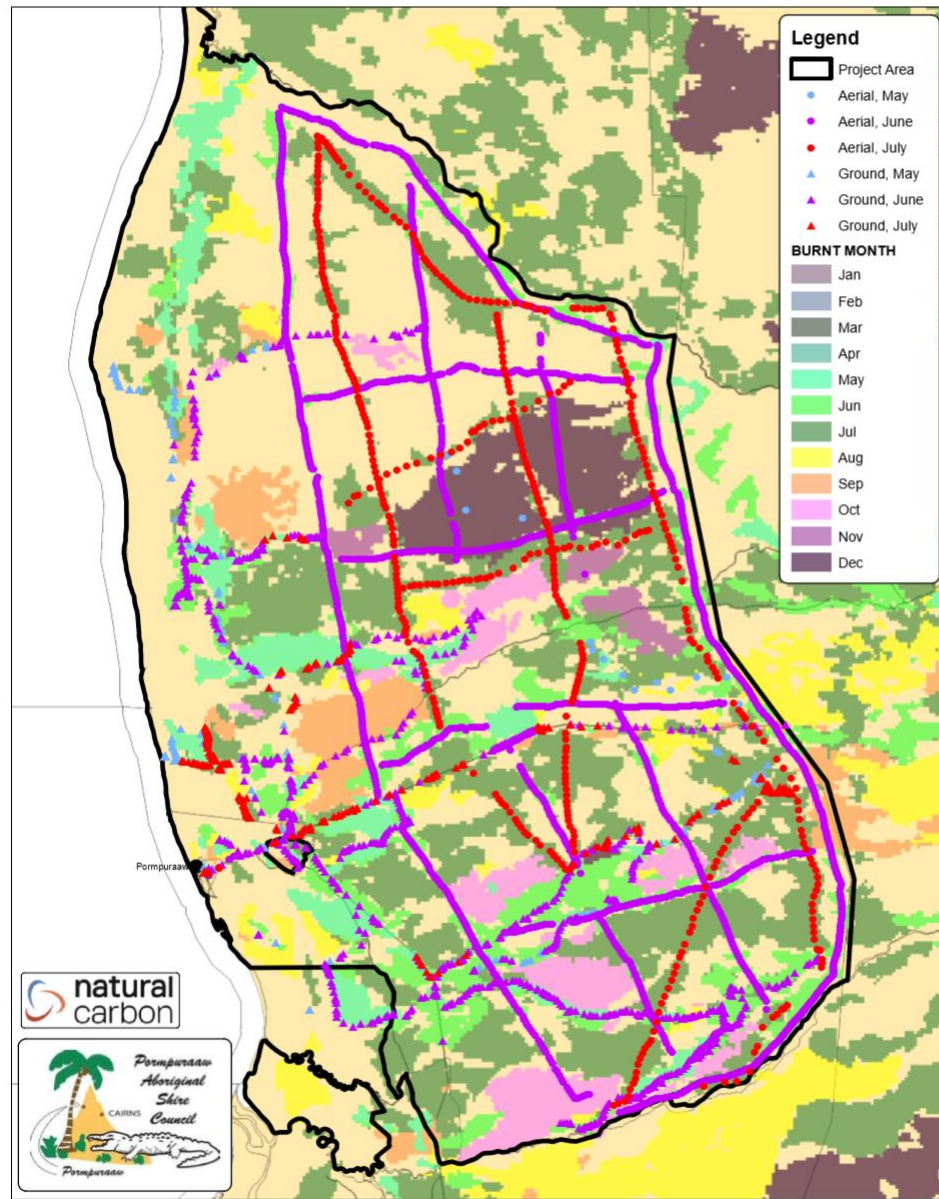 Legend
Project Area
Aerial, May
Aerial, June
Aerial, July
Ground, May
Ground, June
Ground, July
BURNT MONTH
Jan
Feb
Mar
Apr
May
Jun
Jul
Aug
Sep
Oct
Nov
Dec
Pormpuraaw
natural
carbon
Pormpuraaw
Aboriginal
Shire
Council
CAIRNS
Pormpuraaw